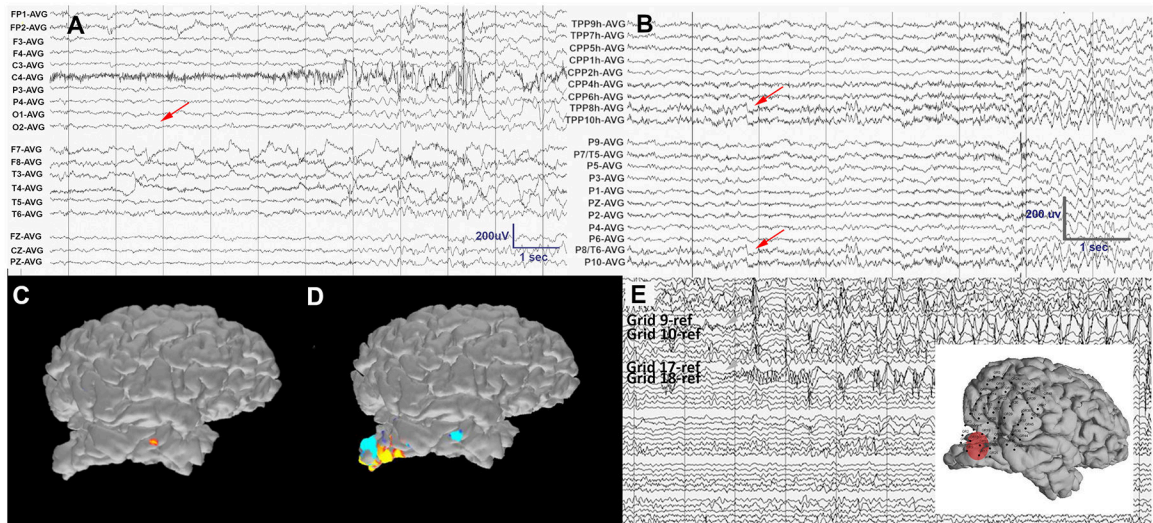 A
FP1-AVG
FP2-AVG
F3-AVG
F4-AVG
C3-AVG
C4-AVG
P3-AVG
P4-AVG
O1-AVG
O2-AVG
F7-AVG
F8-AVG
T3-AVG
T4-AVG
T5-AVG
T6-AVG
FZ-AVG
CZ-AVG
PZ-AVG
200uV
1 sec
B
TPP9h-AVG
TPP7h-AVG
CPP5h-AVG
CPP1h-AVG
CPP2h-AVG
CPP4h-AVG
CPP6h-AVG
TPP8h-AVG
TPP10h-AVG
P9-AVG
P7/T5-AVG
P5-AVG
P3-AVG
P1-AVG
PZ-AVG
P2-AVG
P4-AVG
P6-AVG
P8/T6-AVG
P10-AVG
200 uv
1 sec
C
D
E
Grid 9-ref
Grid 10-ref
Grid 17-ref
Grid 18-ref